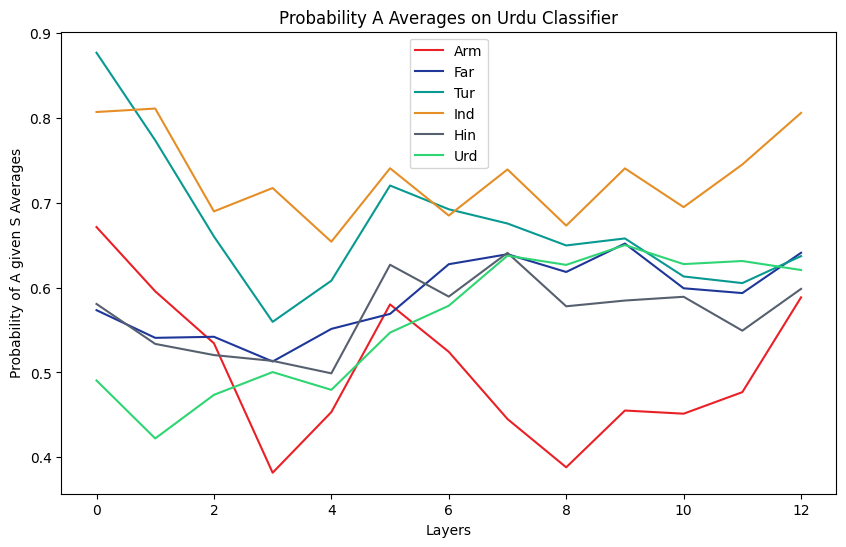 Probability A Averages on Urdu Classifier
Probability of A given S Averages
0.9
0.8
0.7
0.6
0.5
0.4
Arm
Far
Tur
Ind
Hin
Urd
0 2 4 6 8 10 12
Layers